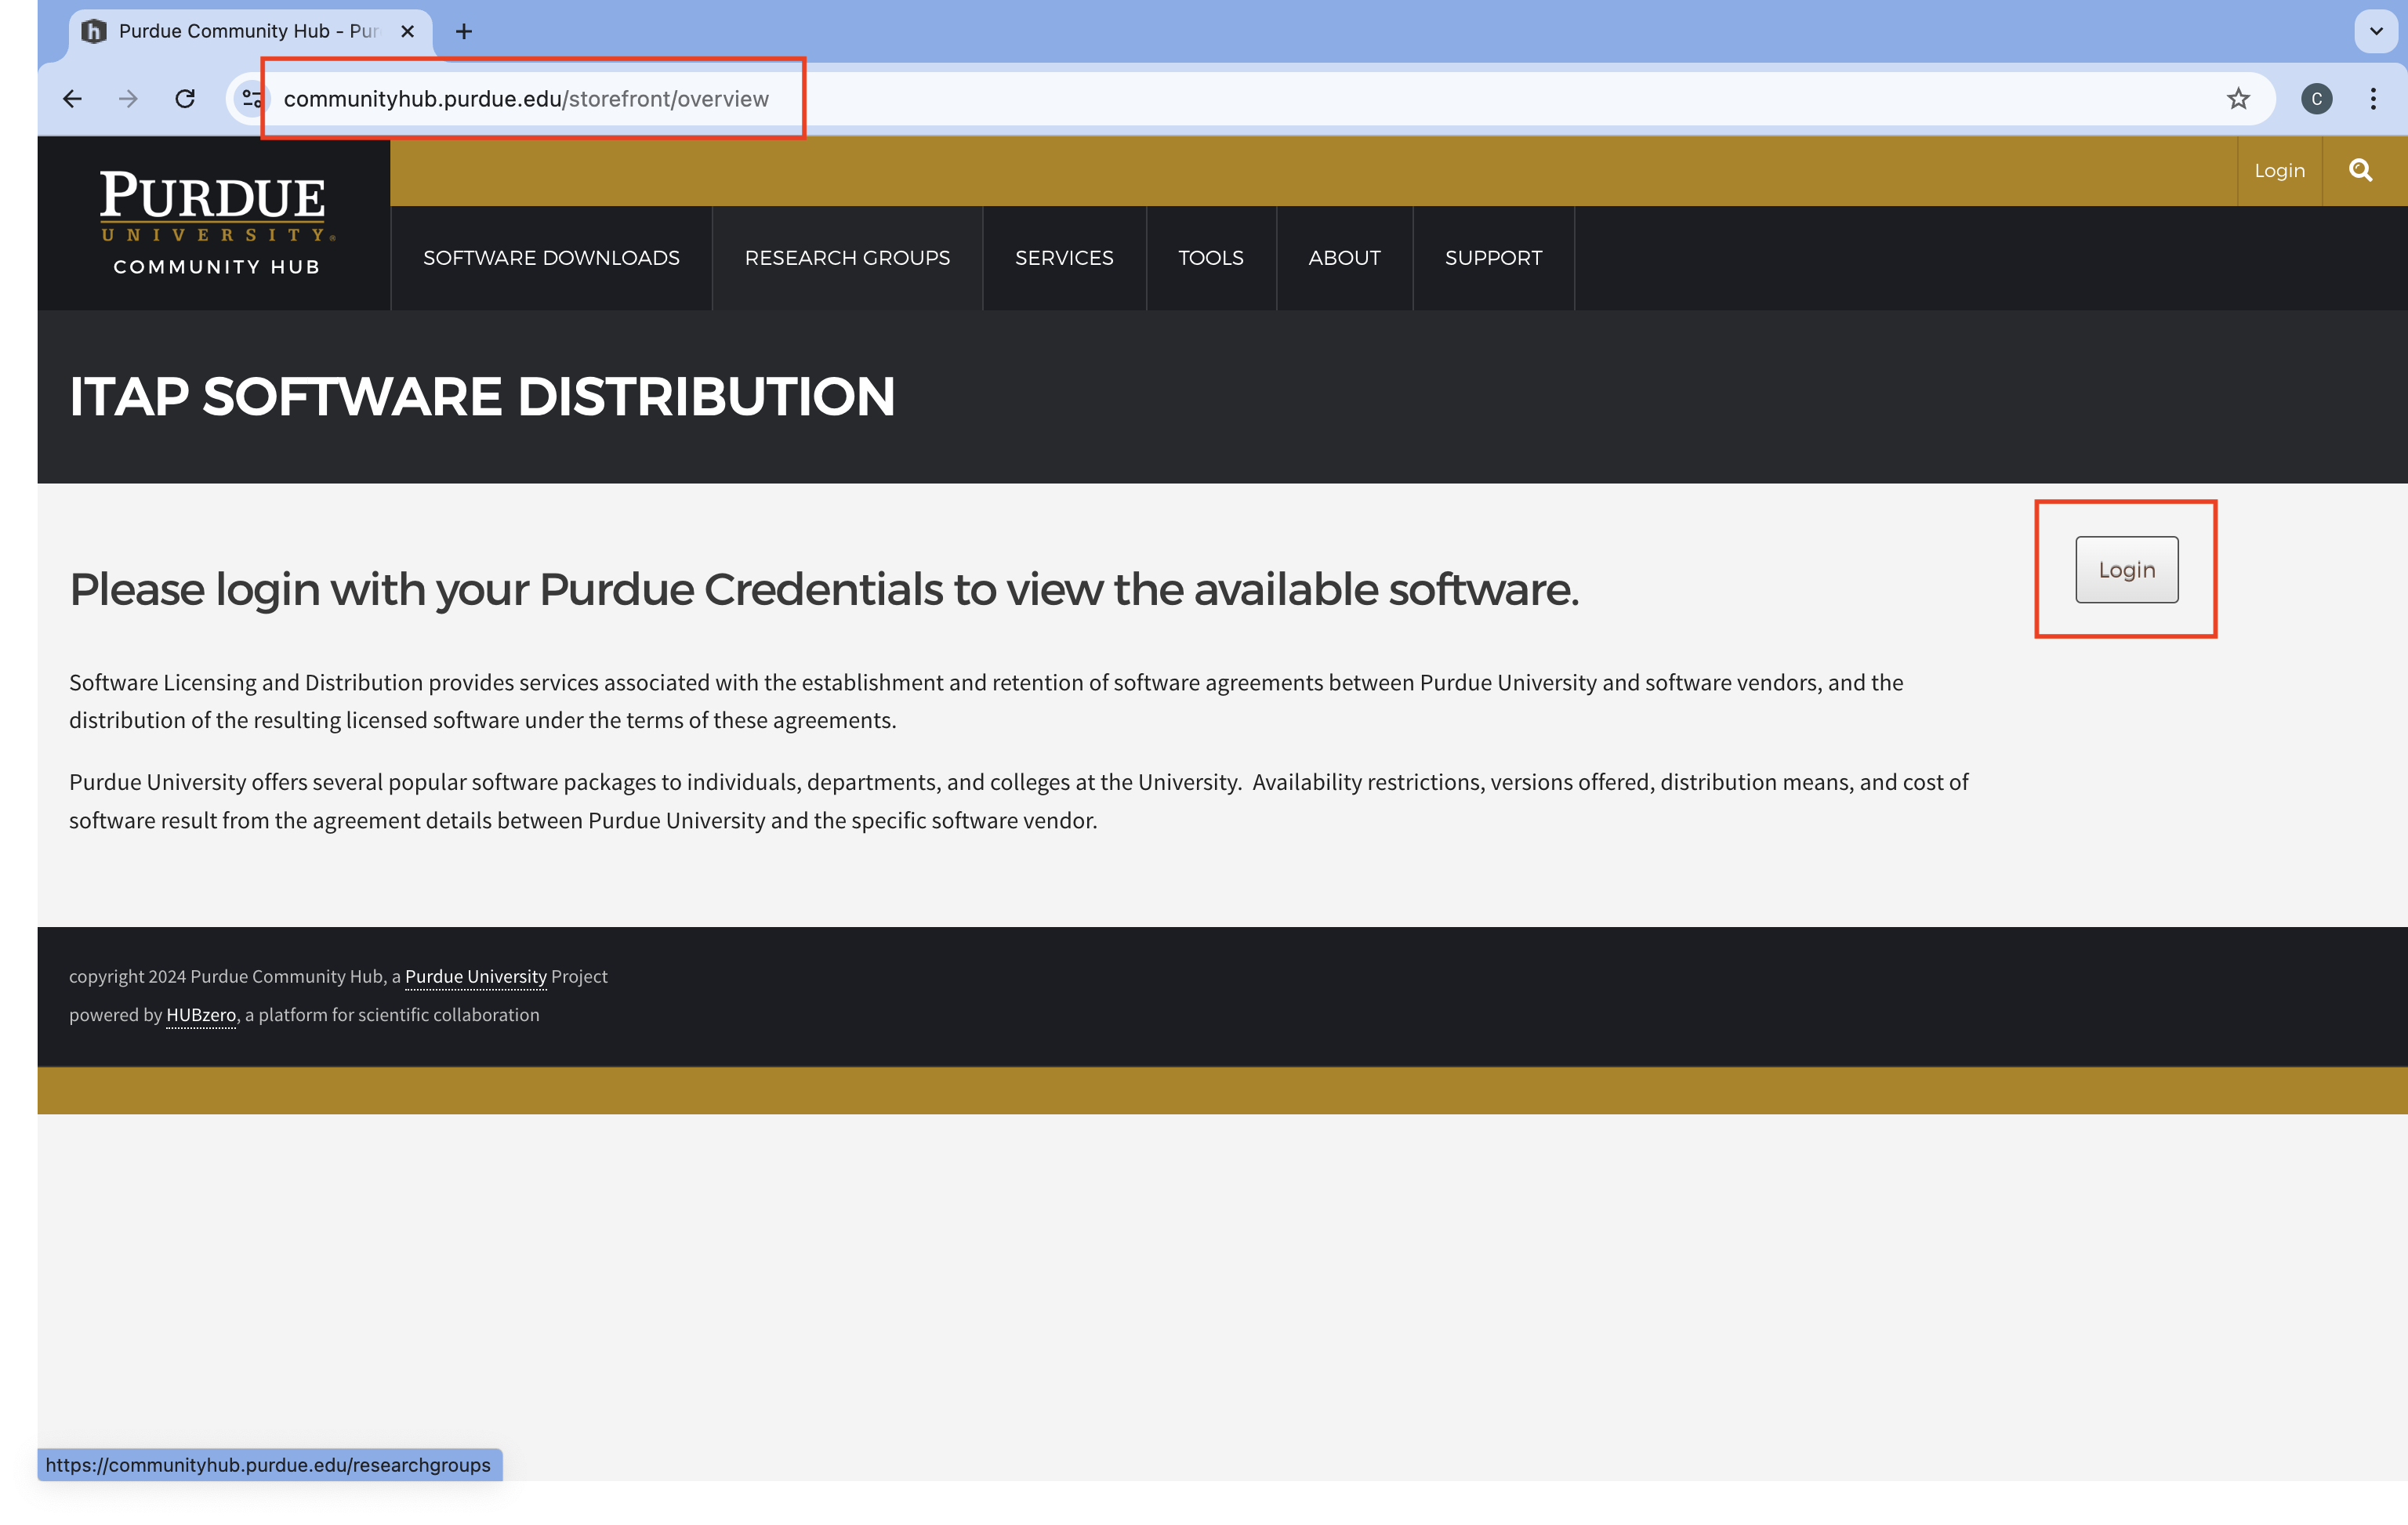 Purdue Community Hub - Pur
communityhub.purdue.edu/storefront/overview
C
PURDUE
UNIVERSITY®
COMMUNITY HUB
Login
SOFTWARE DOWNLOADS
RESEARCH GROUPS
SERVICES
TOOLS
ABOUT
SUPPORT
ITAP SOFTWARE DISTRIBUTION
Login
Please login with your Purdue Credentials to view the available software.
Software Licensing and Distribution provides services associated with the establishment and retention of software agreements between Purdue University and software vendors, and the
distribution of the resulting licensed software under the terms of these agreements.
Purdue University offers several popular software packages to individuals, departments, and colleges at the University.  Availability restrictions, versions offered, distribution means, and cost of
software result from the agreement details between Purdue University and the specific software vendor.
copyright 2024 Purdue Community Hub, a Purdue University Project
powered by HUBzero, a platform for scientific collaboration
https://communityhub.purdue.edu/researchgroups